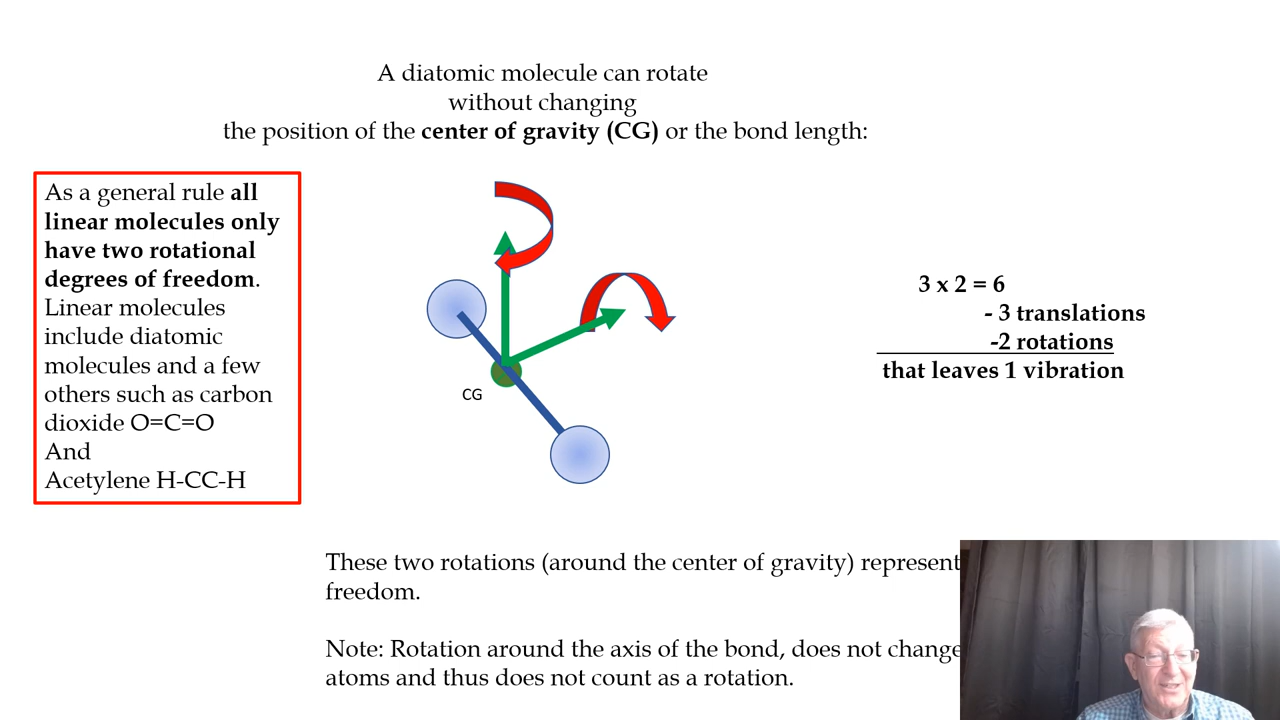 A diatomic molecule can rotate
without changing
the position of the center of gravity (CG) or the bond length:
As a general rule all
linear molecules only
have two rotational
degrees of freedom.
Linear molecules
include diatomic
molecules and a few
others such as carbon
dioxide O=C=O
And
Acetylene H-CC-H
CG
3 x 2 = 6
- 3 translations
-2 rotations
that leaves 1 vibration
These two rotations (around the center of gravity) represent
freedom.
Note: Rotation around the axis of the bond, does not change
atoms and thus does not count as a rotation.